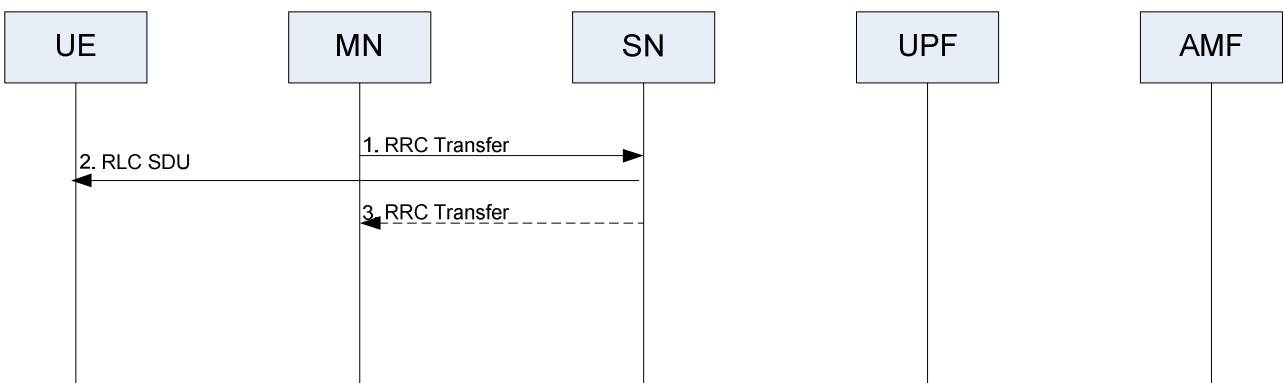 UE
MN
SN
UPF
AMF
1. RRC Transfer
2. RLC SDU
3. RRC Transfer